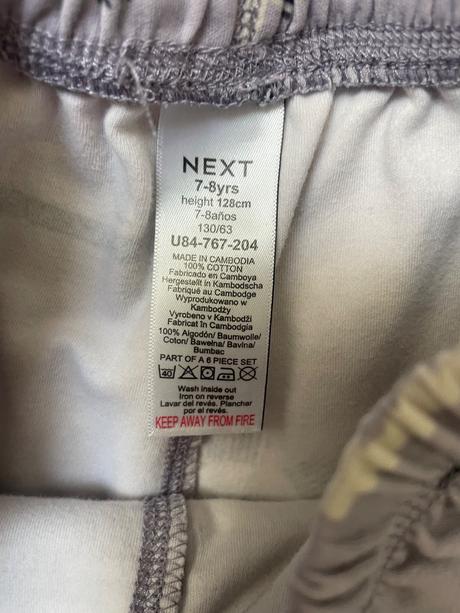 NEXT
7-8yrs
height 128cm
7-8años
130/63
U84-767-204
MADE IN CAMBODIA
100% COTTON
Fabricado en Camboya
Hergestellt in Kambodscha
Fabriqué au Cambodge
Wyprodukowano w
Kambodży
Vyrobeno v Kambodži
Fabricat în Cambodgia
100% Algodón/ Baumwolle/
Coton/ Bawełna/ Bavlna/
Bumbac
PART OF A 6 PIECE SET
40
Wash inside out
Iron on reverse
Lavar del revés. Planchar
por el revés.
KEEP AWAY FROM FIRE